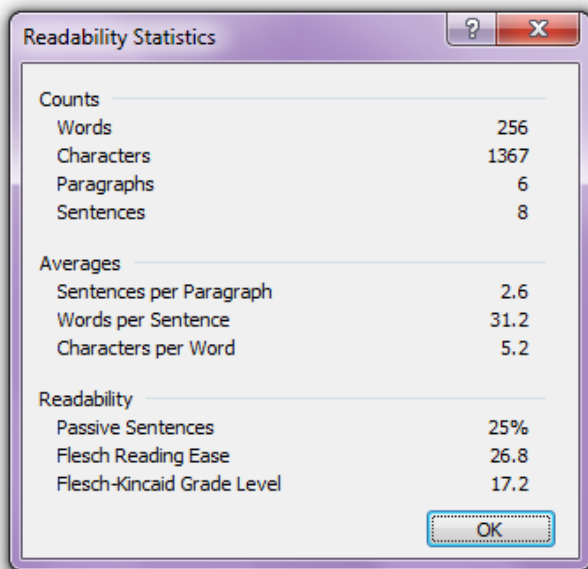 Readability Statistics
?
X
Counts
Words 256
Characters 1367
Paragraphs 6
Sentences 8
Averages
Sentences per Paragraph 2.6
Words per Sentence 31.2
Characters per Word 5.2
Readability
Passive Sentences 25%
Flesch Reading Ease 26.8
Flesch-Kincaid Grade Level 17.2
OK